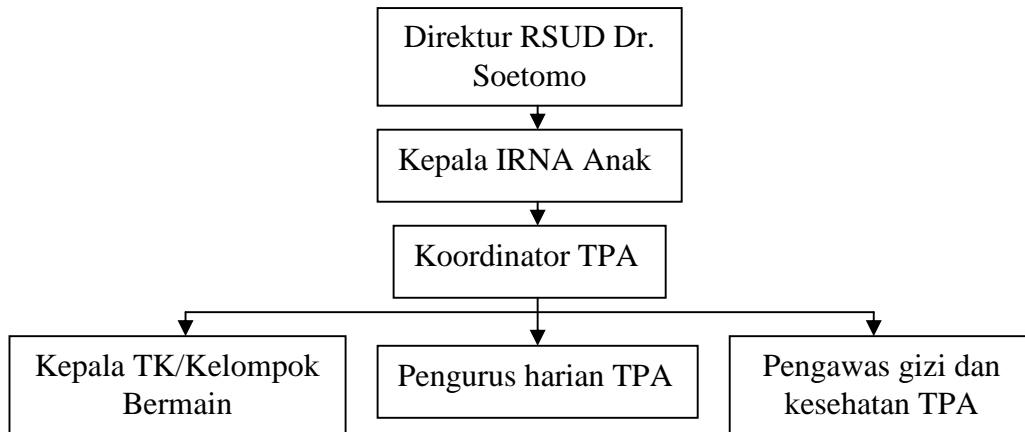 Direktur RSUD Dr.
Soetomo
Kepala IRNA Anak
Koordinator TPA
Kepala TK/Kelompok
Bermain
Pengurus harian TPA
Pengawas gizi dan
kesehatan TPA